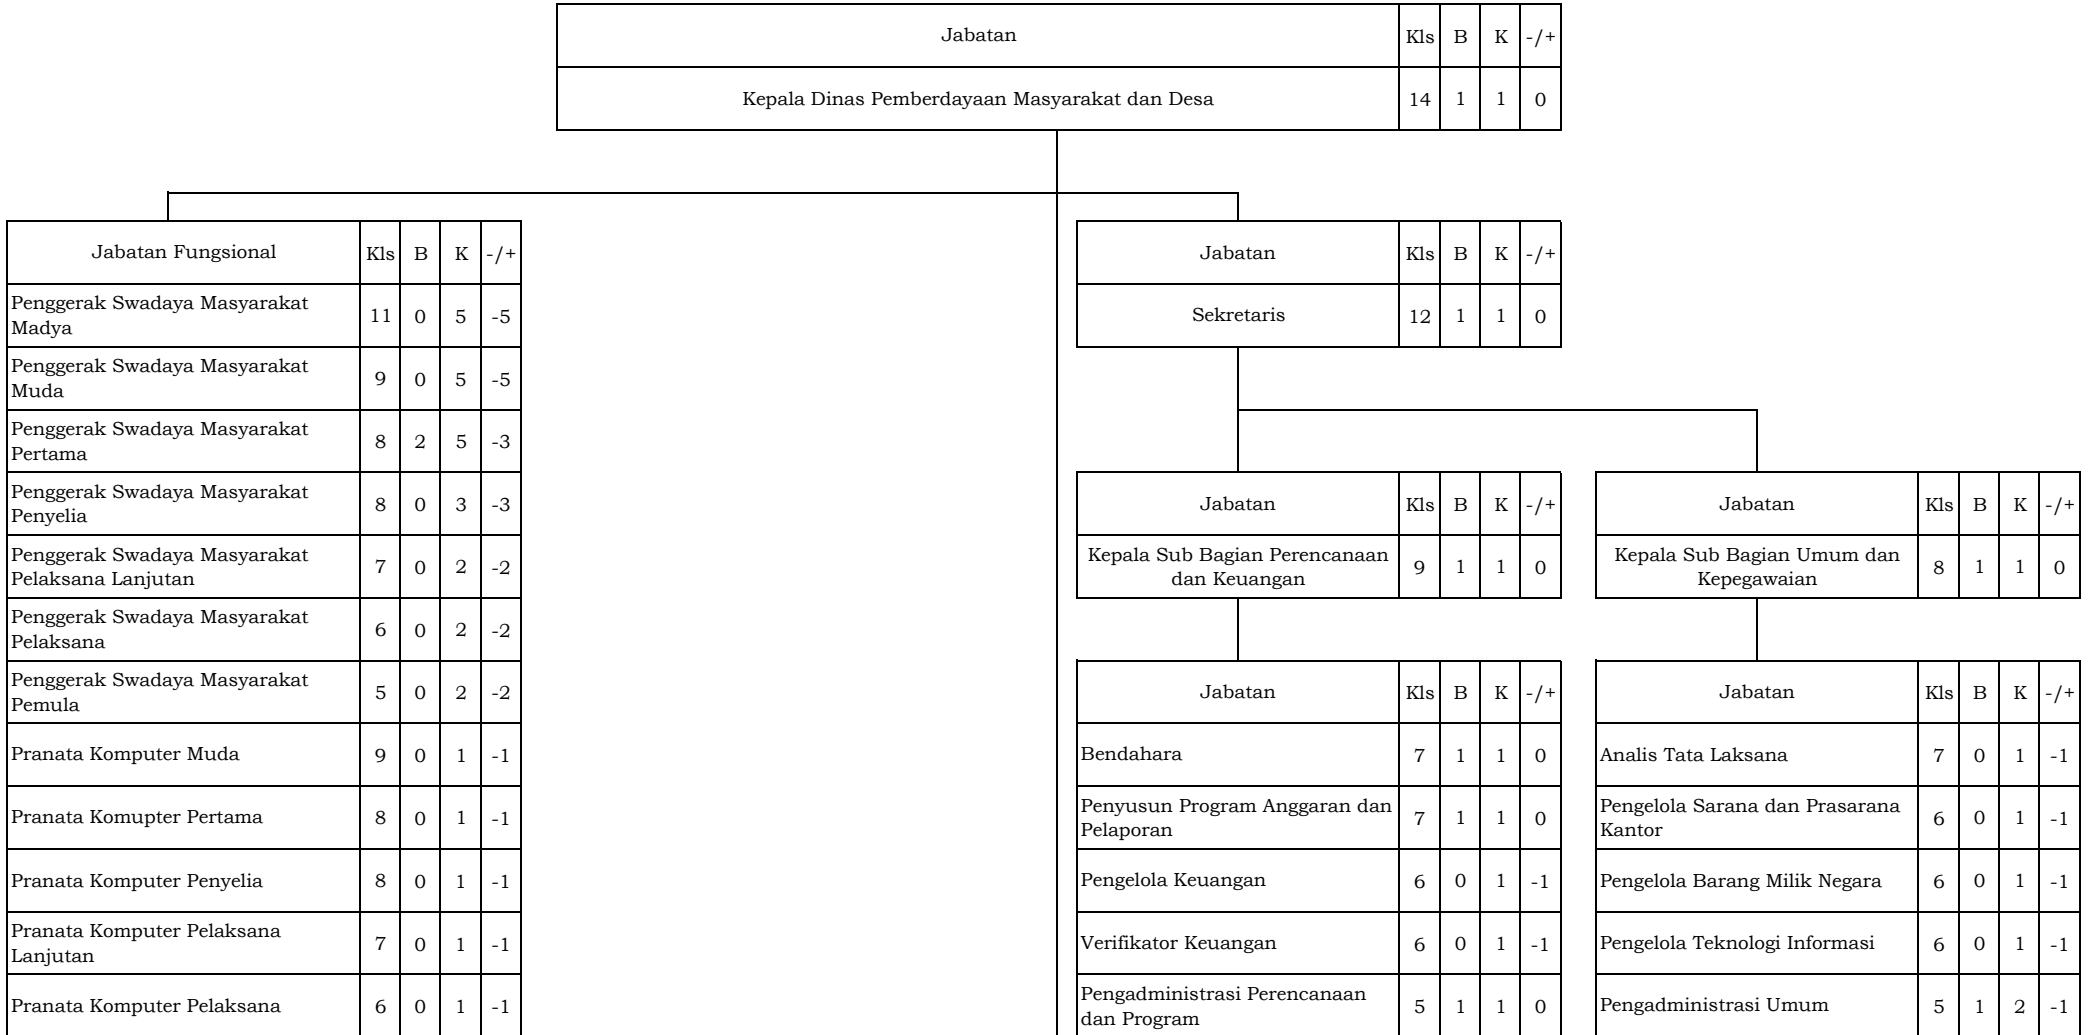 Jabatan Kls B K -/+
Kepala Dinas Pemberdayaan Masyarakat dan Desa 14 1 1 0
Jabatan Fungsional Kls B K -/+
Penggerak Swadaya Masyarakat
Madya 11 0 5 -5
Penggerak Swadaya Masyarakat
Muda 9 0 5 -5
Penggerak Swadaya Masyarakat
Pertama 8 2 5 -3
Penggerak Swadaya Masyarakat
Penyelia 8 0 3 -3
Penggerak Swadaya Masyarakat
Pelaksana Lanjutan 7 0 2 -2
Penggerak Swadaya Masyarakat
Pelaksana 6 0 2 -2
Penggerak Swadaya Masyarakat
Pemula 5 0 2 -2
Pranata Komputer Muda 9 0 1 -1
Pranata Komupter Pertama 8 0 1 -1
Pranata Komputer Penyelia 8 0 1 -1
Pranata Komputer Pelaksana
Lanjutan 7 0 1 -1
Pranata Komputer Pelaksana 6 0 1 -1
Jabatan Kls B K -/+
Sekretaris 12 1 1 0
Jabatan Kls B K -/+
Kepala Sub Bagian Perencanaan
dan Keuangan 9 1 1 0
Jabatan Kls B K -/+
Bendahara 7 1 1 0
Penyusun Program Anggaran dan
Pelaporan 7 1 1 0
Pengelola Keuangan 6 0 1 -1
Verifikator Keuangan 6 0 1 -1
Pengadministrasi Perencanaan
dan Program 5 1 1 0
Jabatan Kls B K -/+
Kepala Sub Bagian Umum dan
Kepegawaian 8 1 1 0
Jabatan Kls B K -/+
Analis Tata Laksana 7 0 1 -1
Pengelola Sarana dan Prasarana
Kantor 6 0 1 -1
Pengelola Barang Milik Negara 6 0 1 -1
Pengelola Teknologi Informasi 6 0 1 -1
Pengadministrasi Umum 5 1 2 -1